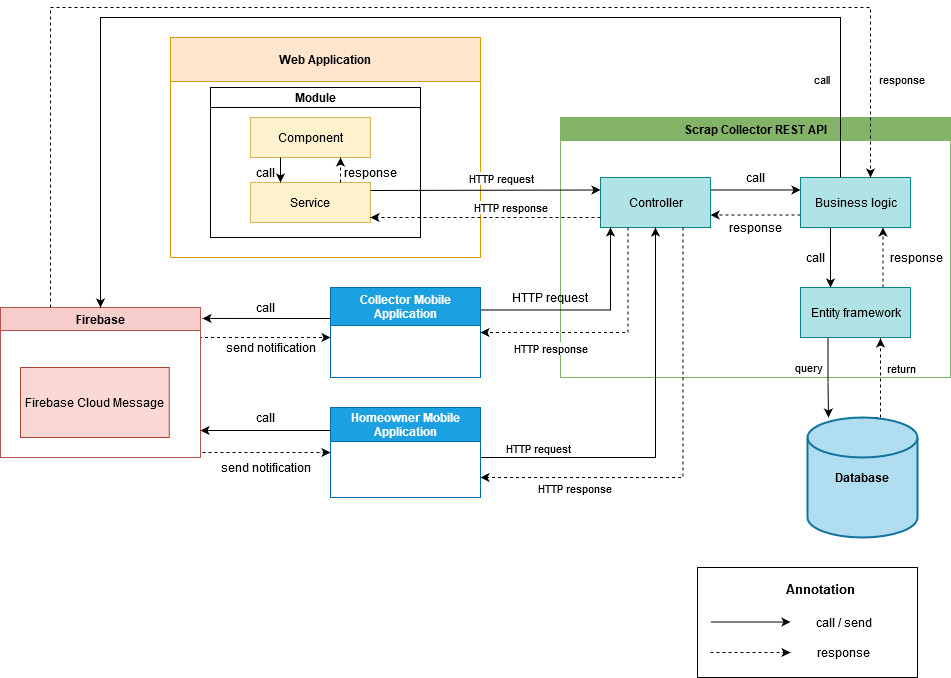 call
response
Web Application
Module
Component
call
response
Service
HTTP request
HTTP response
Scrap Collector REST API
Controller
call
response
Business logic
call
response
Entity framework
query
return
Database
Collector Mobile
Application
HTTP request
HTTP response
Firebase
call
send notification
Firebase Cloud Message
Homeowner Mobile
Application
call
send notification
HTTP request
HTTP response
Annotation
call / send
response